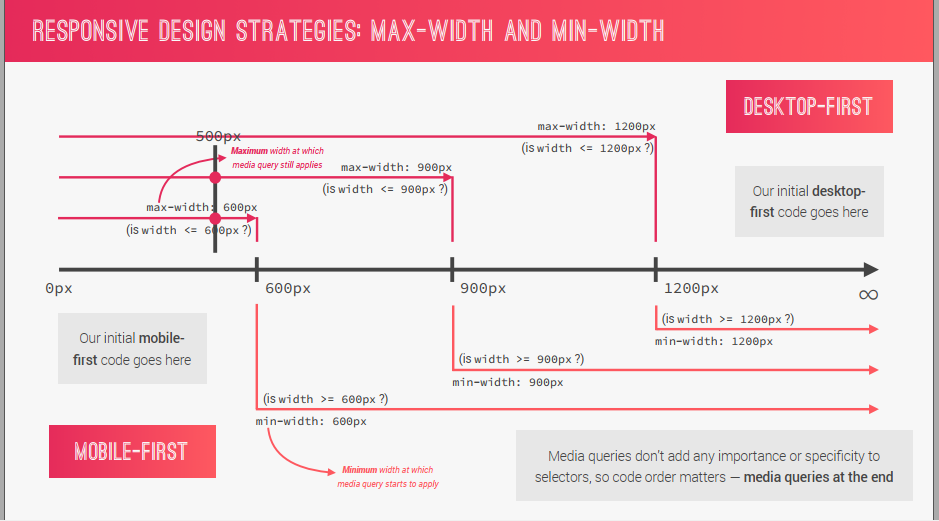 RESPONSIVE DESIGN STRATEGIES: MAX-WIDTH AND MIN-WIDTH
DESKTOP-FIRST
500px
max-width: 1200px
(is width <= 1200px ?)
Maximum width at which
media query still applies
max-width: 900px
(is width <= 900px ?)
max-width: 600px
(is width <= 600px ?)
Our initial desktop-
first code goes here
0px
600px
900px
1200px
∞
Our initial mobile-
first code goes here
(is width >= 1200px ?)
min-width: 1200px
(is width >= 900px ?)
min-width: 900px
(is width >= 600px ?)
min-width: 600px
MOBILE-FIRST
Minimum width at which
media query starts to apply
Media queries don't add any importance or specificity to
selectors, so code order matters — media queries at the end